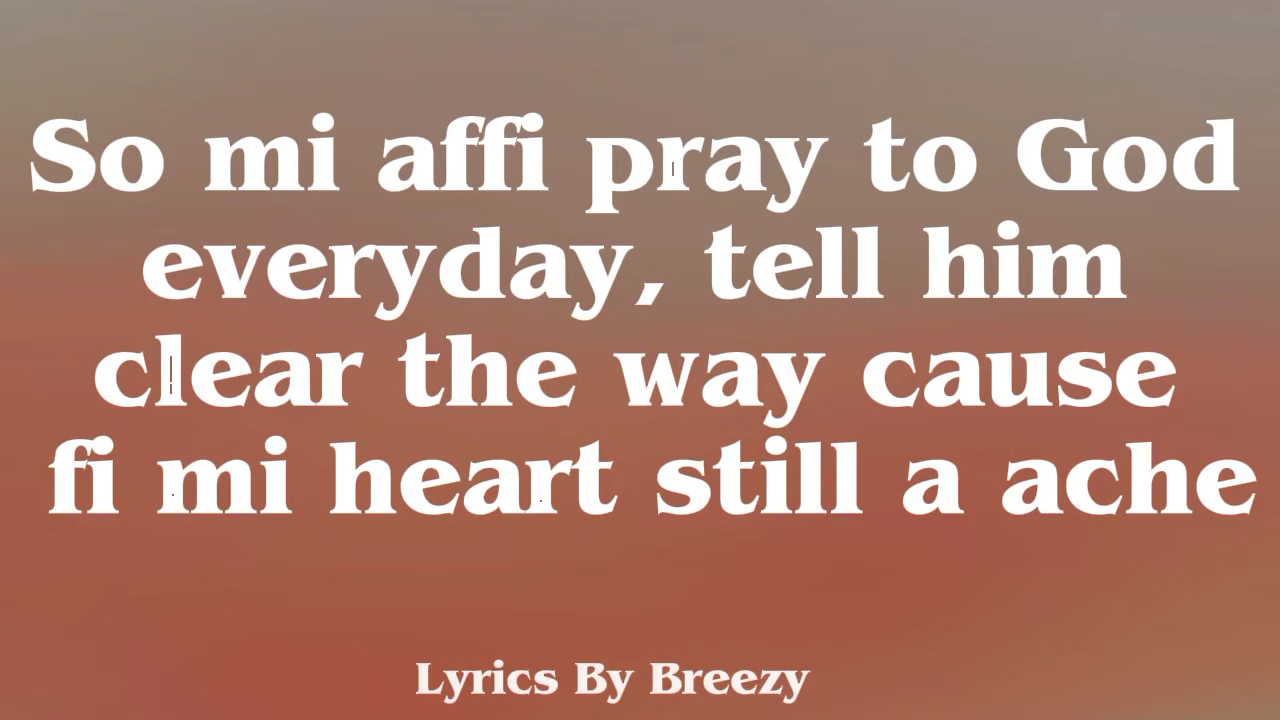 So mi affi pray to God
everyday, tell him
clear the way cause
fi mi heart still a ache
Lyrics By Breezy